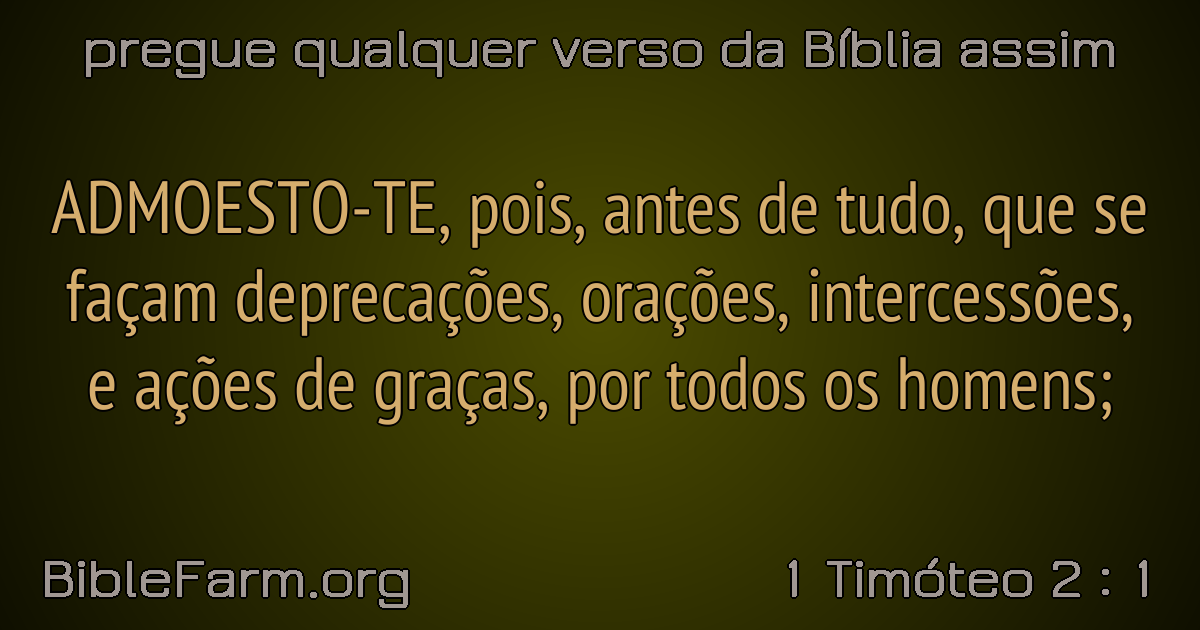 pregue qualquer verso da Bíblia assim
ADMOESTO-TE, pois, antes de tudo, que se
façam deprecações, orações, intercessões,
e ações de graças, por todos os homens;
BibleFarm.org
1 Timóteo 2 : 1